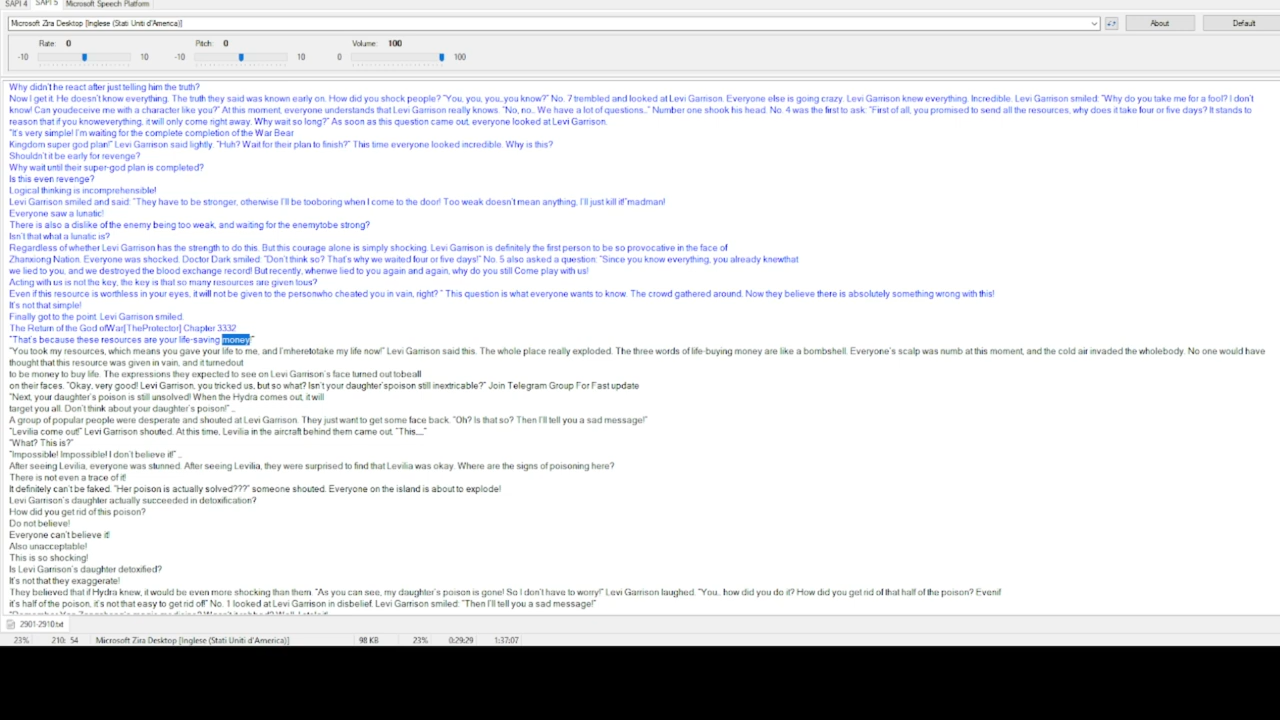 SAPI 4 SAPI 5 Microsoft Speech Platform
Microsoft Zira Desktop [Inglese (Stati Uniti d'America)] About Default
Rate: 0 Pitch: 0 Volume: 100
-10 10 -10 10 0 100
Why didn't he react after just telling him the truth?
Now I get it. He doesn't know everything. The truth they said was known early on. How did you shock people? "You, you, you..you know?" No. 7 trembled and looked at Levi Garrison. Everyone else is going crazy. Levi Garrison knew everything. Incredible. Levi Garrison smiled: "Why do you take me for a fool? I don't
know! Can youdeceive me with a character like you?" At this moment, everyone understands that Levi Garrison really knows. "No, no.. We have a lot of questions.." Number one shook his head. No. 4 was the first to ask: "First of all, you promised to send all the resources, why does it take four or five days? It stands to
reason that if you knoweverything, it will only come right away. Why wait so long?" As soon as this question came out, everyone looked at Levi Garrison.
"It's very simple! I'm waiting for the complete completion of the War Bear
Kingdom super god plan!" Levi Garrison said lightly. "Huh? Wait for their plan to finish?" This time everyone looked incredible. Why is this?
Shouldn't it be early for revenge?
Why wait until their super-god plan is completed?
Is this even revenge?
Logical thinking is incomprehensible!
Levi Garrison smiled and said: "They have to be stronger, otherwise I'll be tooboring when I come to the door! Too weak doesn't mean anything, I'll just kill it!"madman!
Everyone saw a lunatic!
There is also a dislike of the enemy being too weak, and waiting for the enemytobe strong?
Isn't that what a lunatic is?
Regardless of whether Levi Garrison has the strength to do this. But this courage alone is simply shocking. Levi Garrison is definitely the first person to be so provocative in the face of
Zhanxiong Nation. Everyone was shocked. Doctor Dark smiled: "Don't think so? That's why we waited four or five days!" No. 5 also asked a question: "Since you know everything, you already knewthat
we lied to you, and we destroyed the blood exchange record! But recently, whenwe lied to you again and again, why do you still Come play with us!
Acting with us is not the key, the key is that so many resources are given tous?
Even if this resource is worthless in your eyes, it will not be given to the personwho cheated you in vain, right? " This question is what everyone wants to know. The crowd gathered around. Now they believe there is absolutely something wrong with this!
It's not that simple!
Finally got to the point. Levi Garrison smiled.
The Return of the God ofWar[TheProtector] Chapter 3332
"That's because these resources are your life-saving money!"
"You took my resources, which means you gave your life to me, and I'mheretotake my life now!" Levi Garrison said this. The whole place really exploded. The three words of life-buying money are like a bombshell. Everyone's scalp was numb at this moment, and the cold air invaded the wholebody. No one would have
thought that this resource was given in vain, and it turnedout
to be money to buy life. The expressions they expected to see on Levi Garrison's face turned out tobeall
on their faces. "Okay, very good! Levi Garrison, you tricked us, but so what? Isn't your daughter'spoison still inextricable?" Join Telegram Group For Fast update
"Next, your daughter's poison is still unsolved! When the Hydra comes out, it will
target you all. Don't think about your daughter's poison!" ..
A group of popular people were desperate and shouted at Levi Garrison. They just want to get some face back. "Oh? Is that so? Then I'll tell you a sad message!"
"Levilia come out!" Levi Garrison shouted. At this time, Levilia in the aircraft behind them came out. "This....."
"What? This is?"
"Impossible! Impossible! I don't believe it!" ..
After seeing Levilia, everyone was stunned. After seeing Levilia, they were surprised to find that Levilia was okay. Where are the signs of poisoning here?
There is not even a trace of it!
It definitely can't be faked. "Her poison is actually solved???" someone shouted. Everyone on the island is about to explode!
Levi Garrison's daughter actually succeeded in detoxification?
How did you get rid of this poison?
Do not believe!
Everyone can't believe it!
Also unacceptable!
This is so shocking!
Is Levi Garrison's daughter detoxified?
It's not that they exaggerate!
They believed that if Hydra knew, it would be even more shocking than them. "As you can see, my daughter's poison is gone! So I don't have to worry!" Levi Garrison laughed. "You.. how did you do it? How did you get rid of that half of the poison? Evenif
it's half of the poison, it's not that easy to get rid of!" No. 1 looked at Levi Garrison in disbelief. Levi Garrison smiled: "Then I'll tell you a sad message!"
2901-2910.txt
23% 210: 54 Microsoft Zira Desktop [Inglese (Stati Uniti d'America)] 98 KB 23% 0:29:29 1:37:07